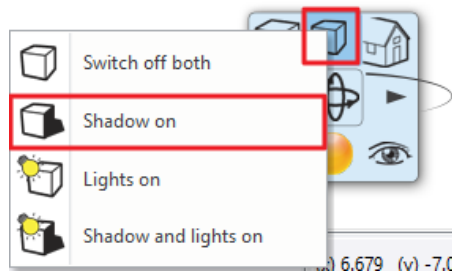 Switch off both
Shadow on
Lights on
Shadow and lights on
6.679 (y) -7.0